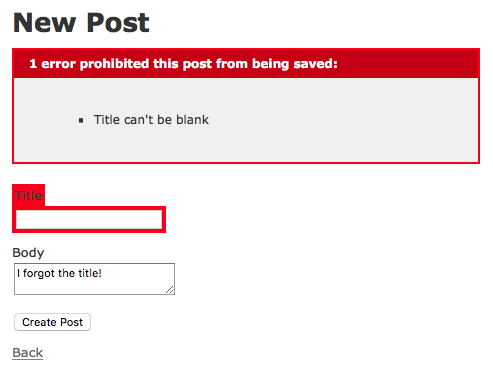 New Post
1 error prohibited this post from being saved:
Title can't be blank
Title
Body
I forgot the title!
Create Post
Back